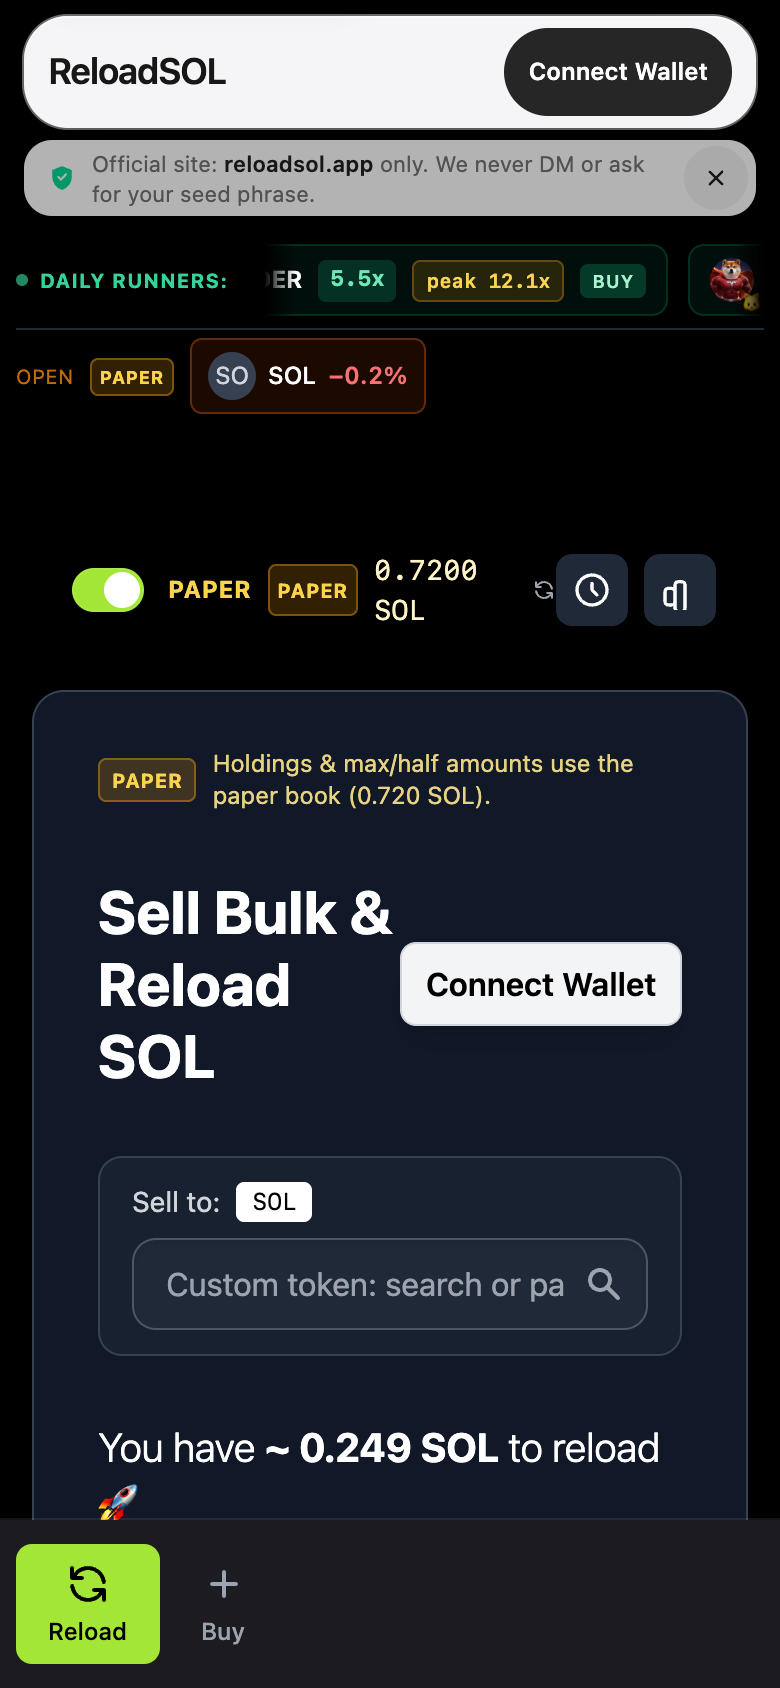 ReloadSOL
Connect Wallet
Official site: reloadsol.app only. We never DM or ask
for your seed phrase.
DAILY RUNNERS:
5.5x
peak 12.1x
BUY
OPEN
PAPER
SO
SOL −0.2%
PAPER
PAPER
0.7200
SOL
PAPER
Holdings & max/half amounts use the
paper book (0.720 SOL).
Sell Bulk &
Reload
SOL
Connect Wallet
Sell to:
SOL
Custom token: search or pa
You have ~ 0.249 SOL to reload
🚀
Reload
Buy